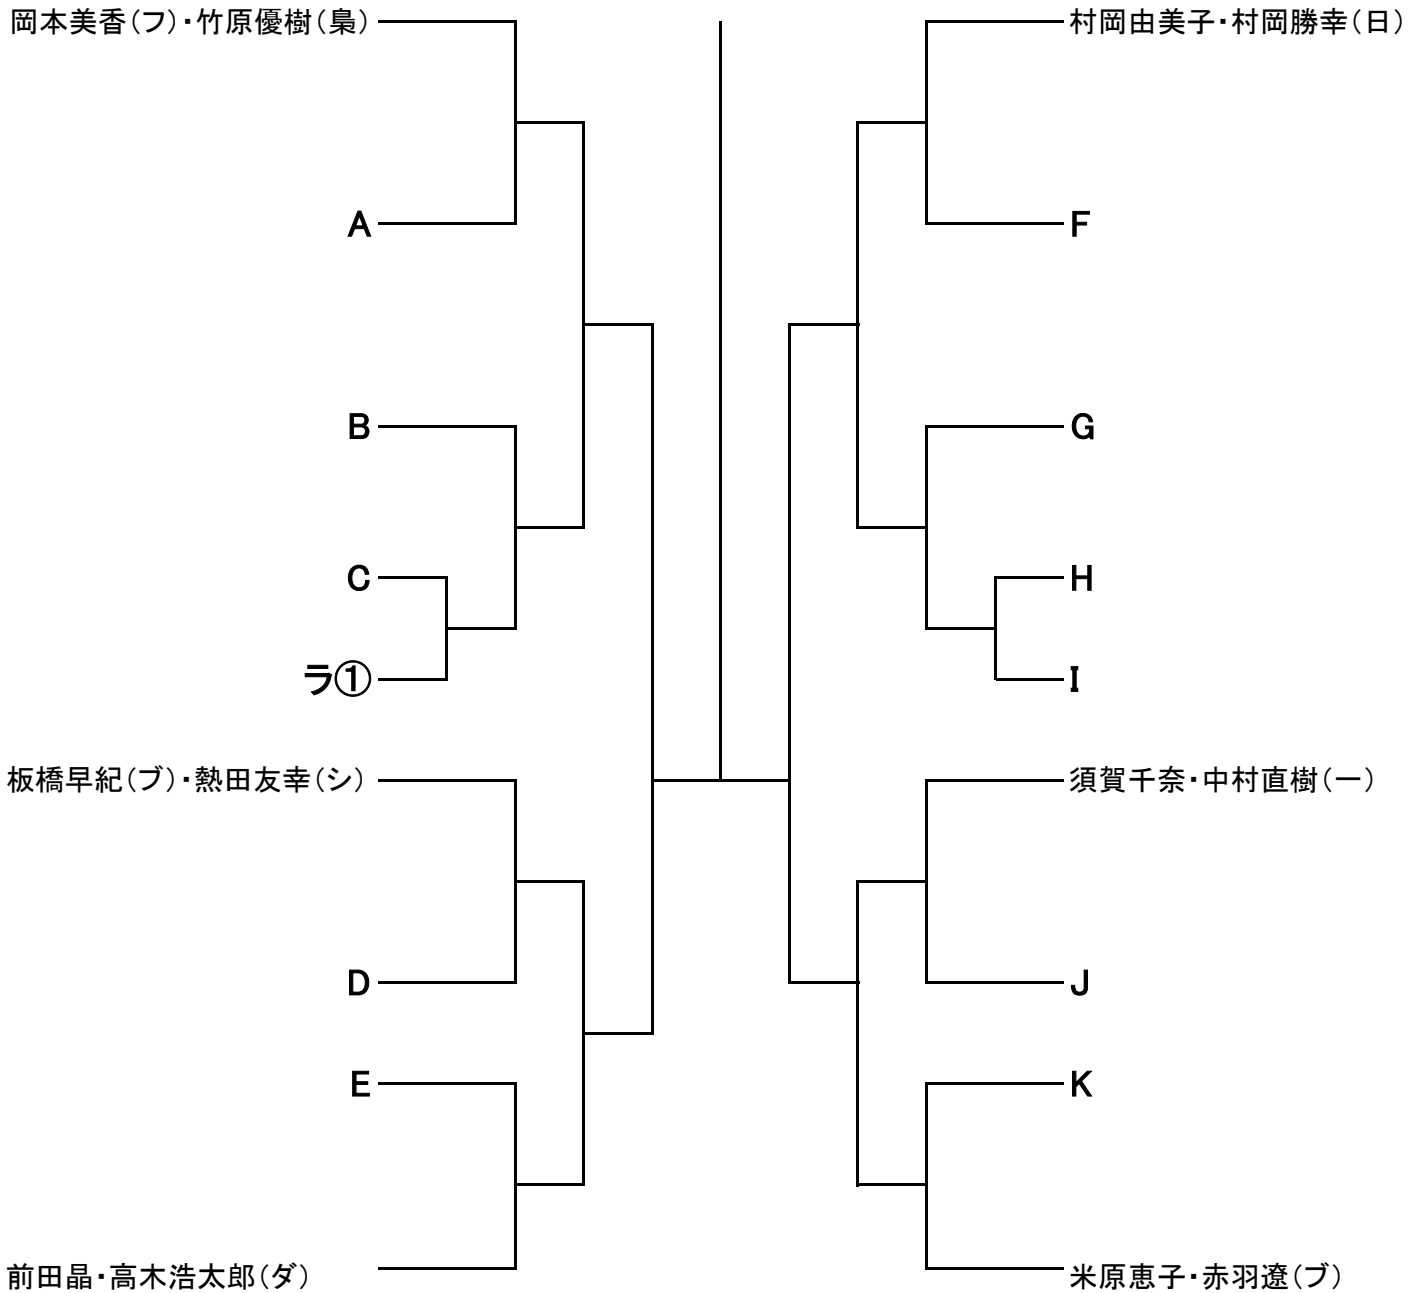 岡本美香(フ)・竹原優樹(梟)
A
B
C
ラ①
板橋早紀(ブ)・熱田友幸(シ)
D
E
前田晶・高木浩太郎(ダ)
村岡由美子・村岡勝幸(日)
F
G
H
I
須賀千奈・中村直樹(一)
J
K
米原恵子・赤羽遼(ブ)